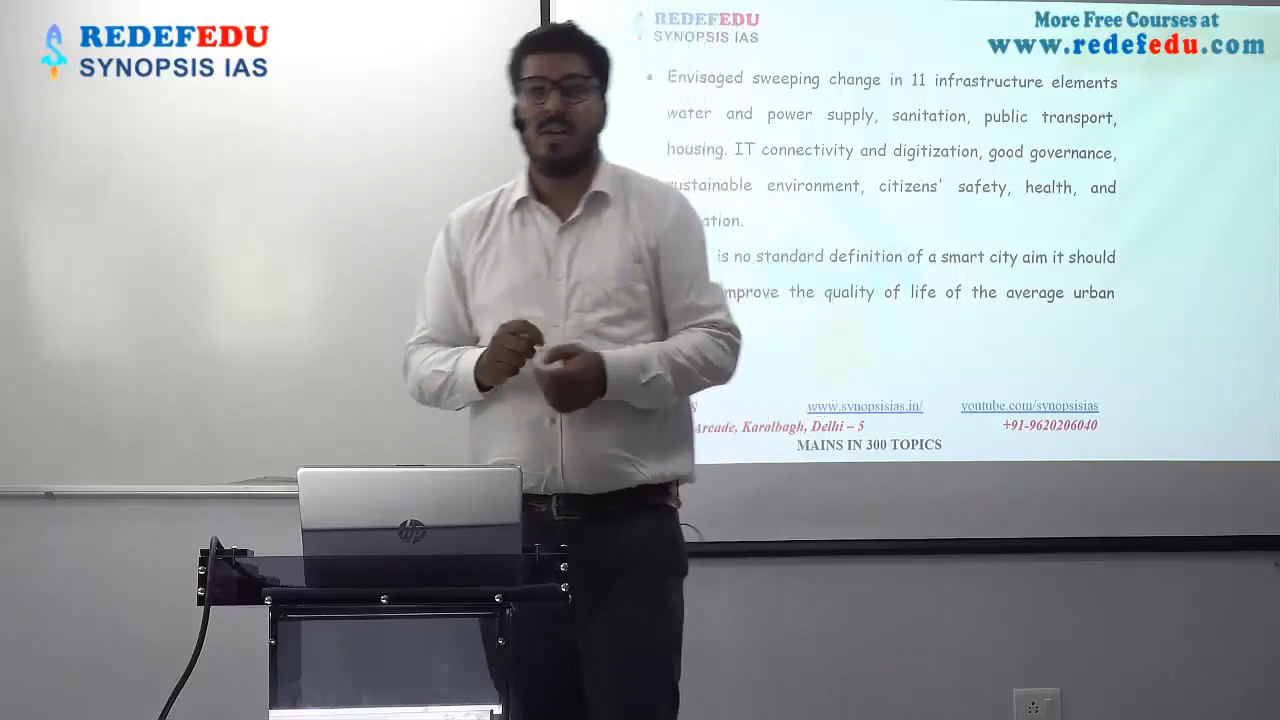 REDEFEDU
SYNOPSIS IAS
REDEFEDU
SYNOPSIS IAS
More Free Courses at
www.redefedu.com
Envisaged sweeping change in 11 infrastructure elements
water and power supply, sanitation, public transport,
housing. IT connectivity and digitization, good governance,
sustainable environment, citizens' safety, health, and
ation.
is no standard definition of a smart city aim it should
improve the quality of life of the average urban
S
www.synopsisias.in/
youtube.com/synopsisias
Arcade, Karolbagh, Delhi – 5
+91-9620206040
MAINS IN 300 TOPICS
hp